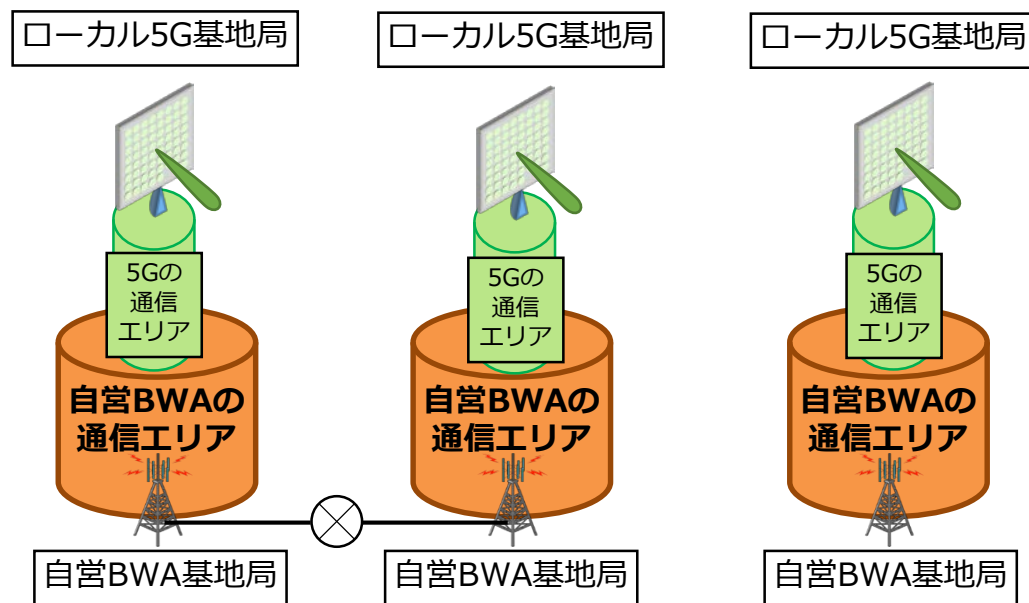 ローカル5G基地局
ローカル5G基地局
ローカル5G基地局
5Gの
通信
エリア
5Gの
通信
エリア
5Gの
通信
エリア
自営BWAの
通信エリア
自営BWAの
通信エリア
自営BWAの
通信エリア
自営BWA基地局
自営BWA基地局
自営BWA基地局